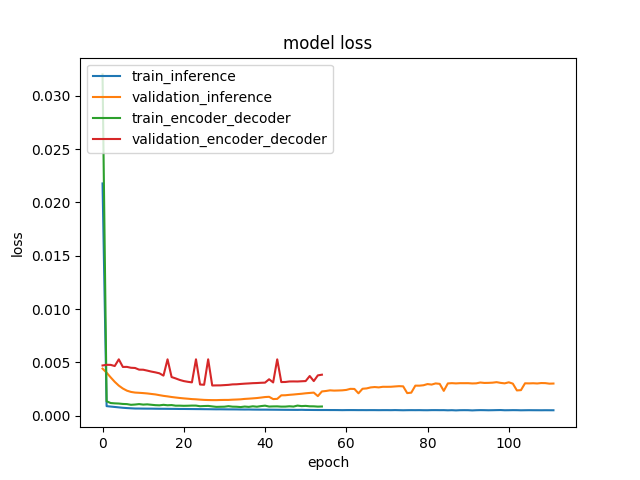 model loss
train_inference
validation_inference
train_encoder_decoder
validation_encoder_decoder
0.030
0.025
0.020
0.015
0.010
0.005
0.000
loss
0 20 40 60 80 100
epoch